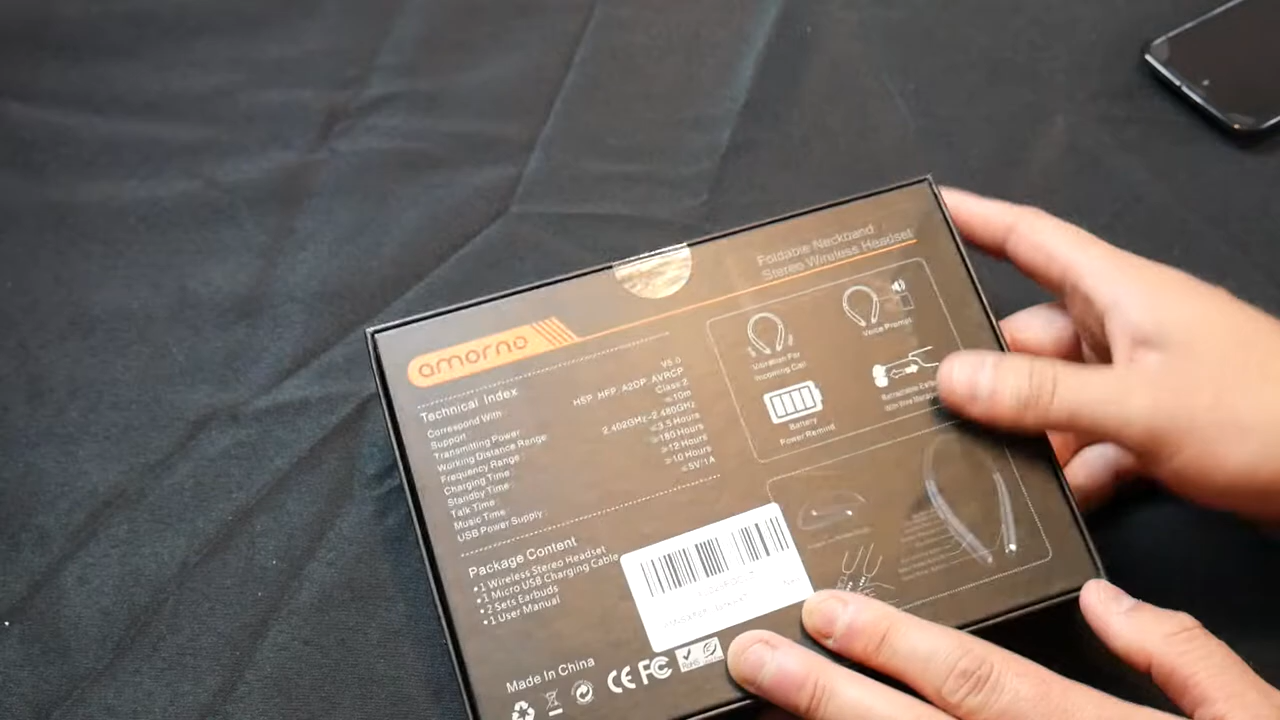 Foldable Neckband
Stereo Wireless Headset
amorno
Technical Index
Correspond With
V5.0
Support
HSP .HFP. A2DP .AVRCP
Transmitting Power
Class 2
Working Distance Range:
≤10m
Frequency Range :
2.402GHz~2.480GHz
Charging Time :
≤3.5 Hours
Standby Time :
≥180 Hours
Talk Time :
≥12 Hours
Music Time :
≥10 Hours
USB Power Supply:
≤5V/1A
Vibration For
Incoming Call
Voice Prompt
Battery
Power Remind
Retractable
Package Content
•1 Wireless Stereo Headset
•1 Micro USB Charging Cable
•2 Sets Earbuds
•1 User Manual
Made In China
CE FC RoHS